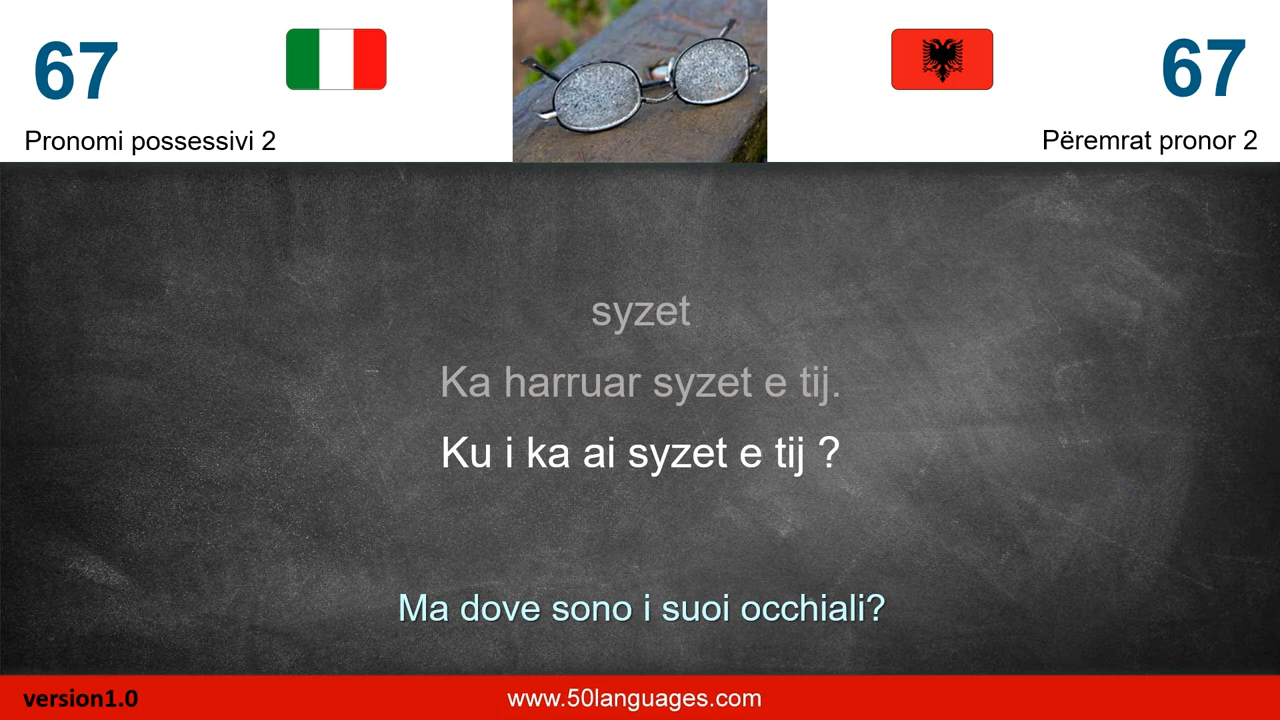 67
67
Pronomi possessivi 2
Përemrat pronor 2
syzet
Ka harruar syzet e tij.
Ku i ka ai syzet e tij ?
Ma dove sono i suoi occhiali?
version1.0
www.50languages.com